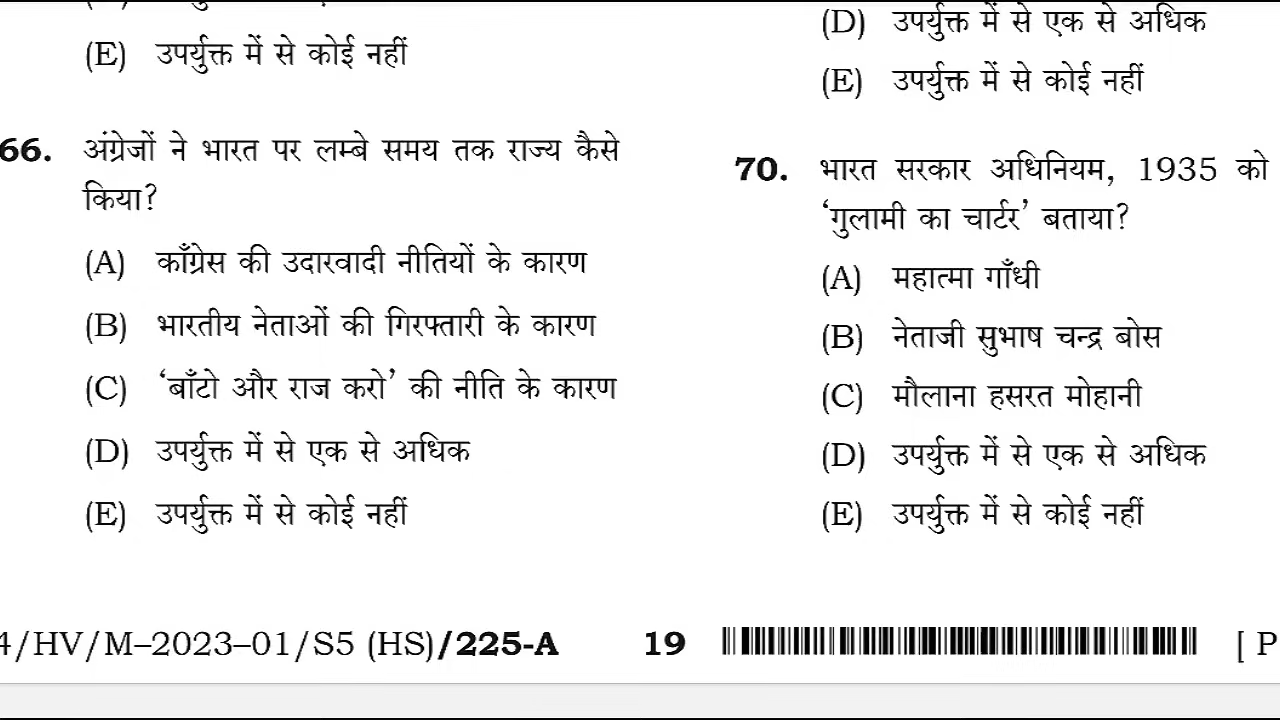 (E) उपर्युक्त में से कोई नहीं
66. अंग्रेजों ने भारत पर लम्बे समय तक राज्य कैसे
किया?
(A) काँग्रेस की उदारवादी नीतियों के कारण
(B) भारतीय नेताओं की गिरफ्तारी के कारण
(C) ‘बाँटो और राज करो’ की नीति के कारण
(D) उपर्युक्त में से एक से अधिक
(E) उपर्युक्त में से कोई नहीं
(D) उपर्युक्त में से एक से अधिक
(E) उपर्युक्त में से कोई नहीं
70. भारत सरकार अधिनियम, 1935 को
‘गुलामी का चार्टर’ बताया?
(A) महात्मा गाँधी
(B) नेताजी सुभाष चन्द्र बोस
(C) मौलाना हसरत मोहानी
(D) उपर्युक्त में से एक से अधिक
(E) उपर्युक्त में से कोई नहीं
4/HV/M–2023–01/S5 (HS)/225-A 19 [ P